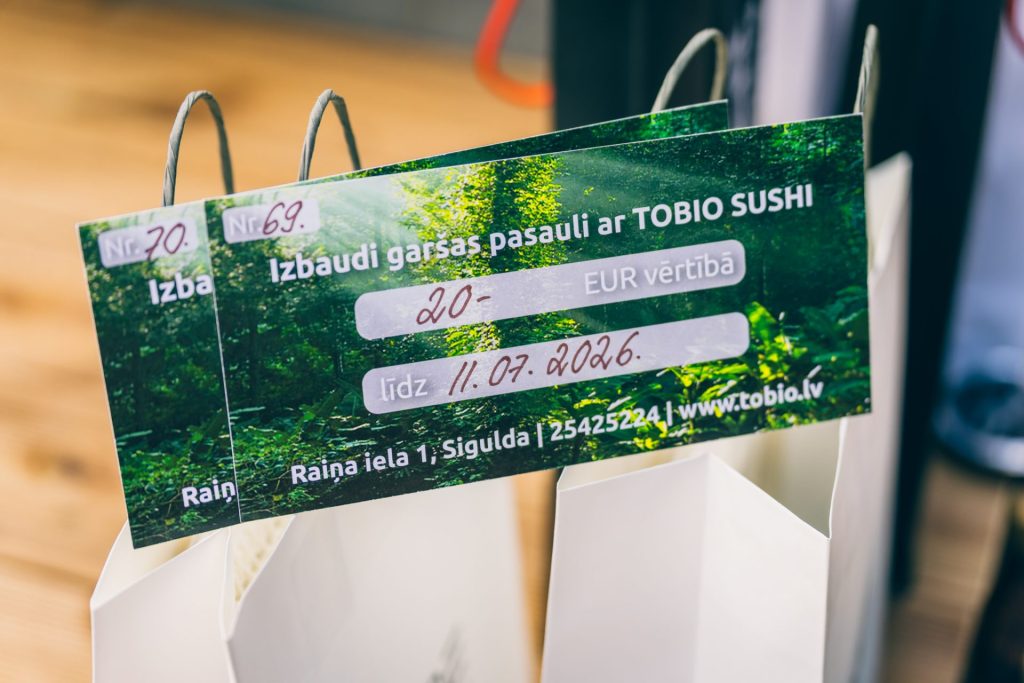 Nr. 70.
Izba
Raiņ
Nr. 69.
Izbaudi garšas pasauli ar TOBIO SUSHI
20- EUR vērtībā
līdz 11.07.2026.
Raiņa iela 1, Sigulda | 25425224 | www.tobio.lv